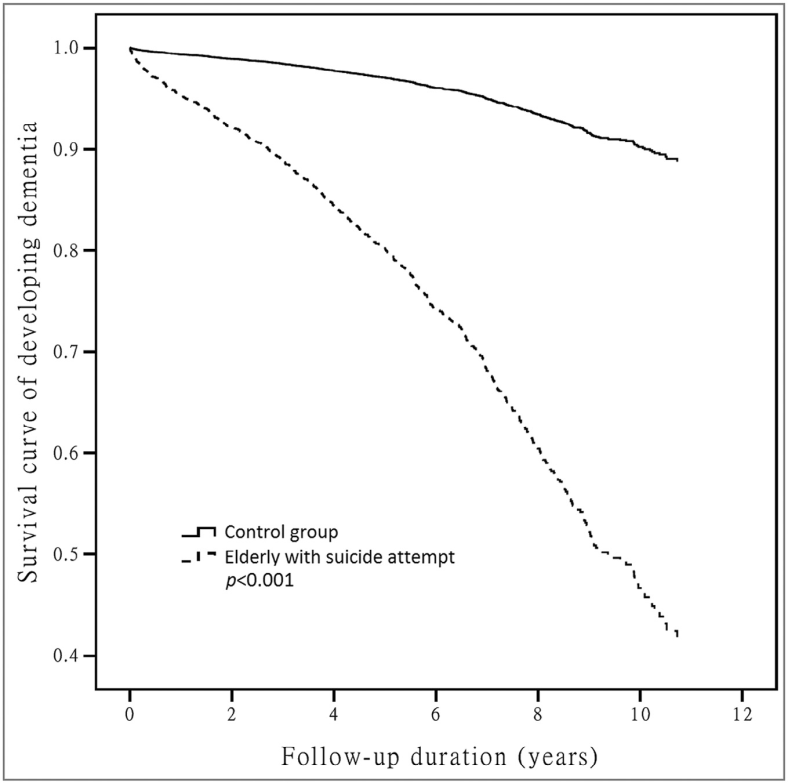 Survival curve of developing dementia
1.0
0.9
0.8
0.7
0.6
0.5
0.4
Control group
Elderly with suicide attempt
p<0.001
0 2 4 6 8 10 12
Follow-up duration (years)